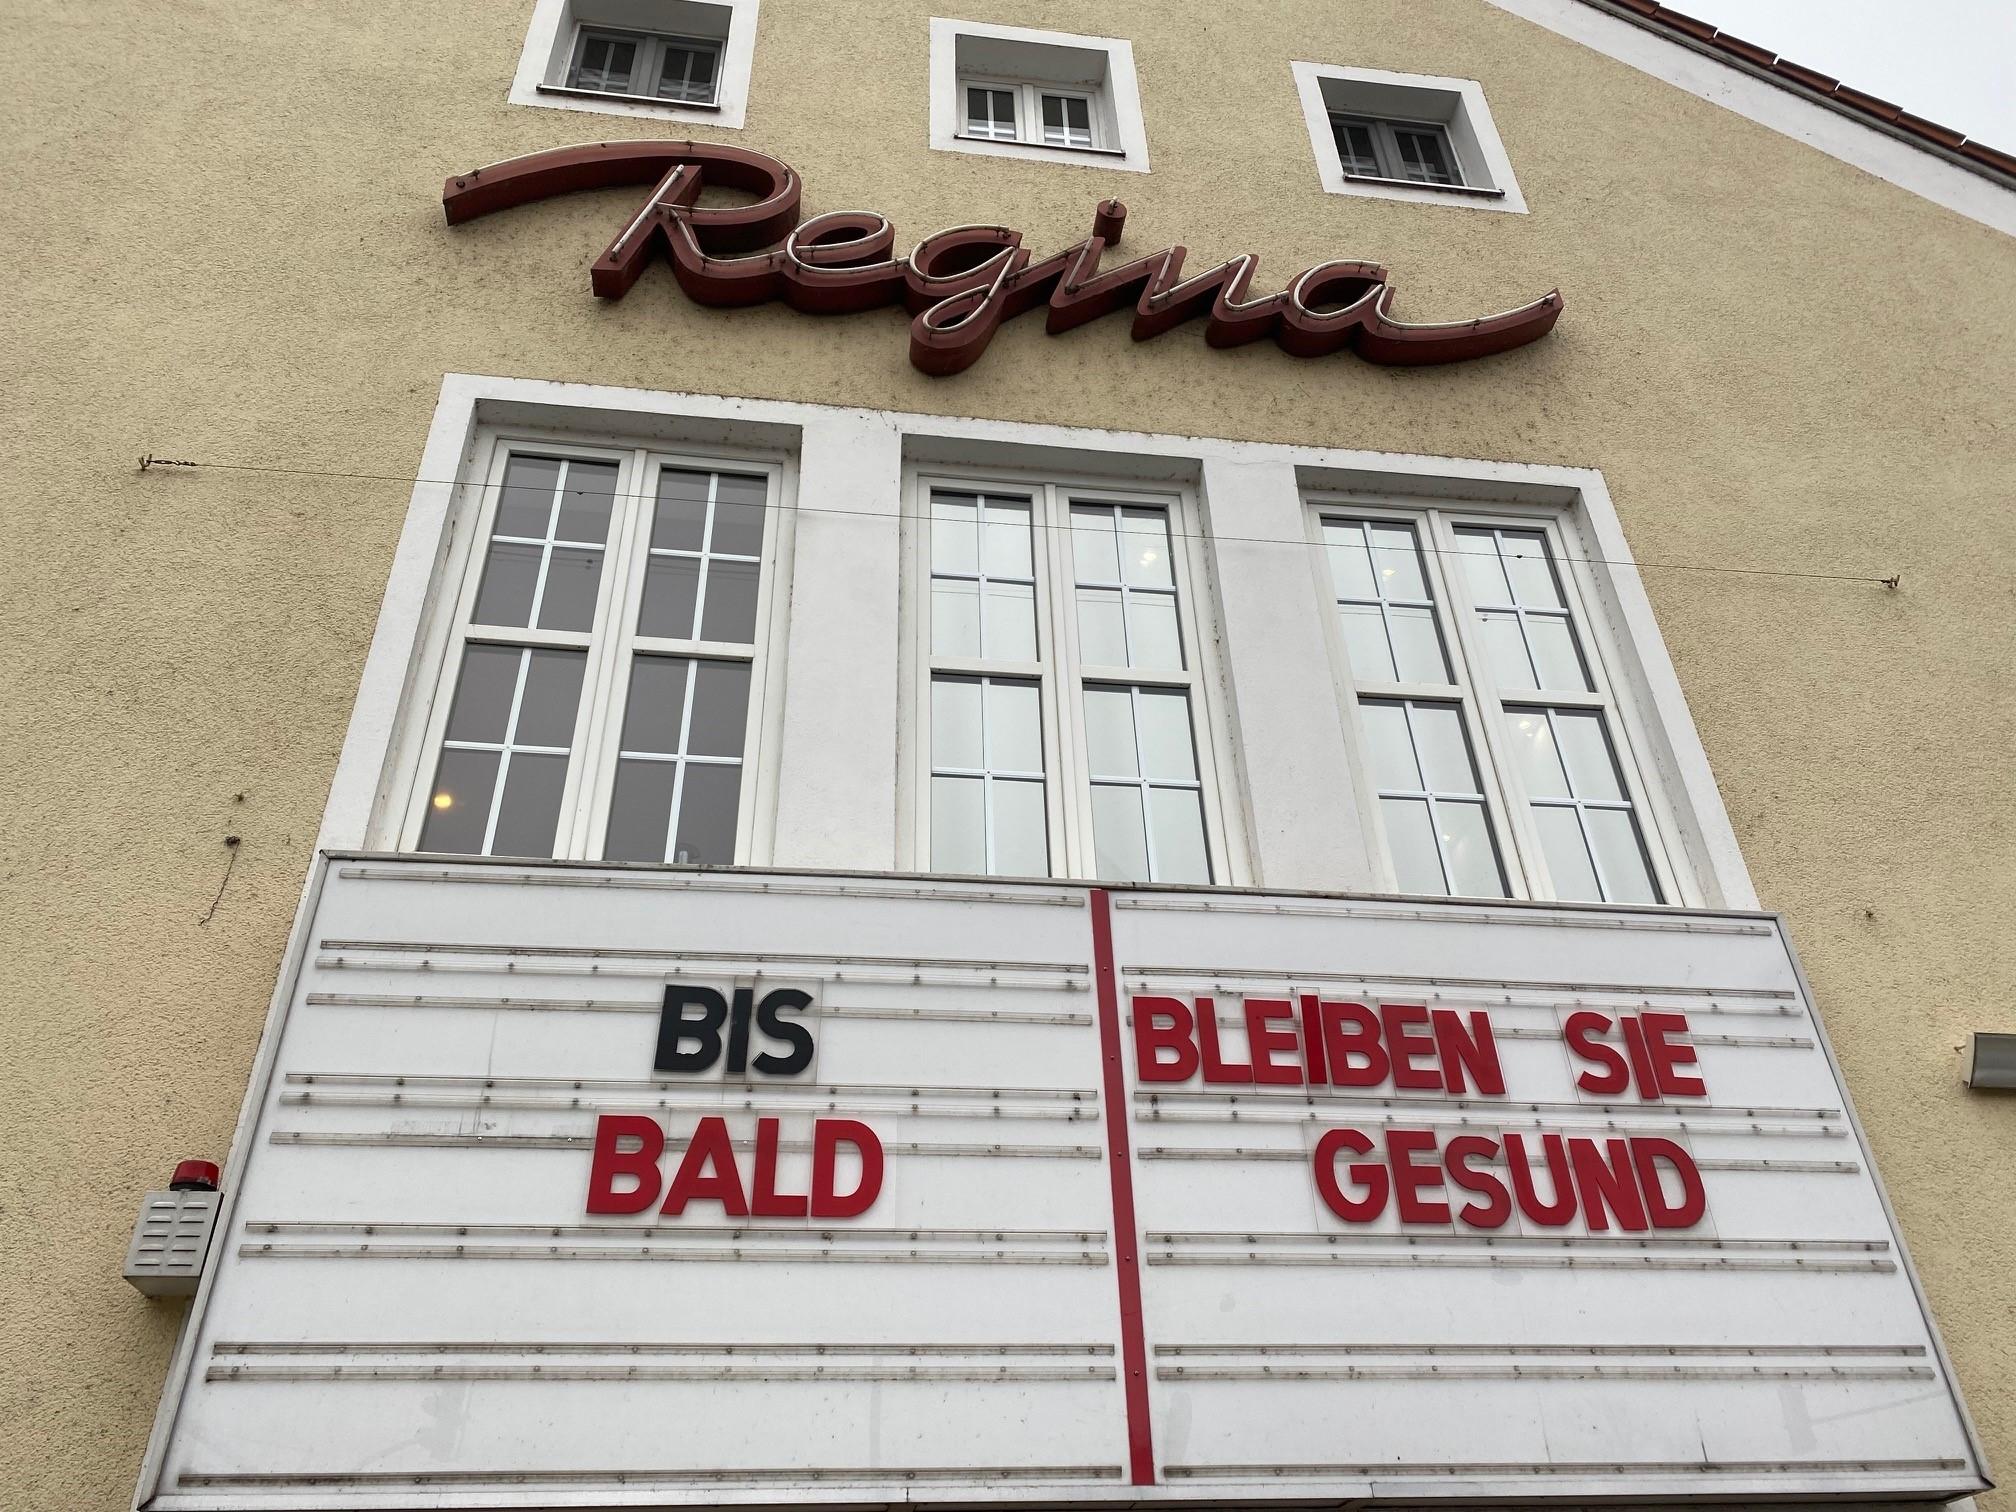 Regina
BIS
BALD
BLEIBEN SIE
GESUND